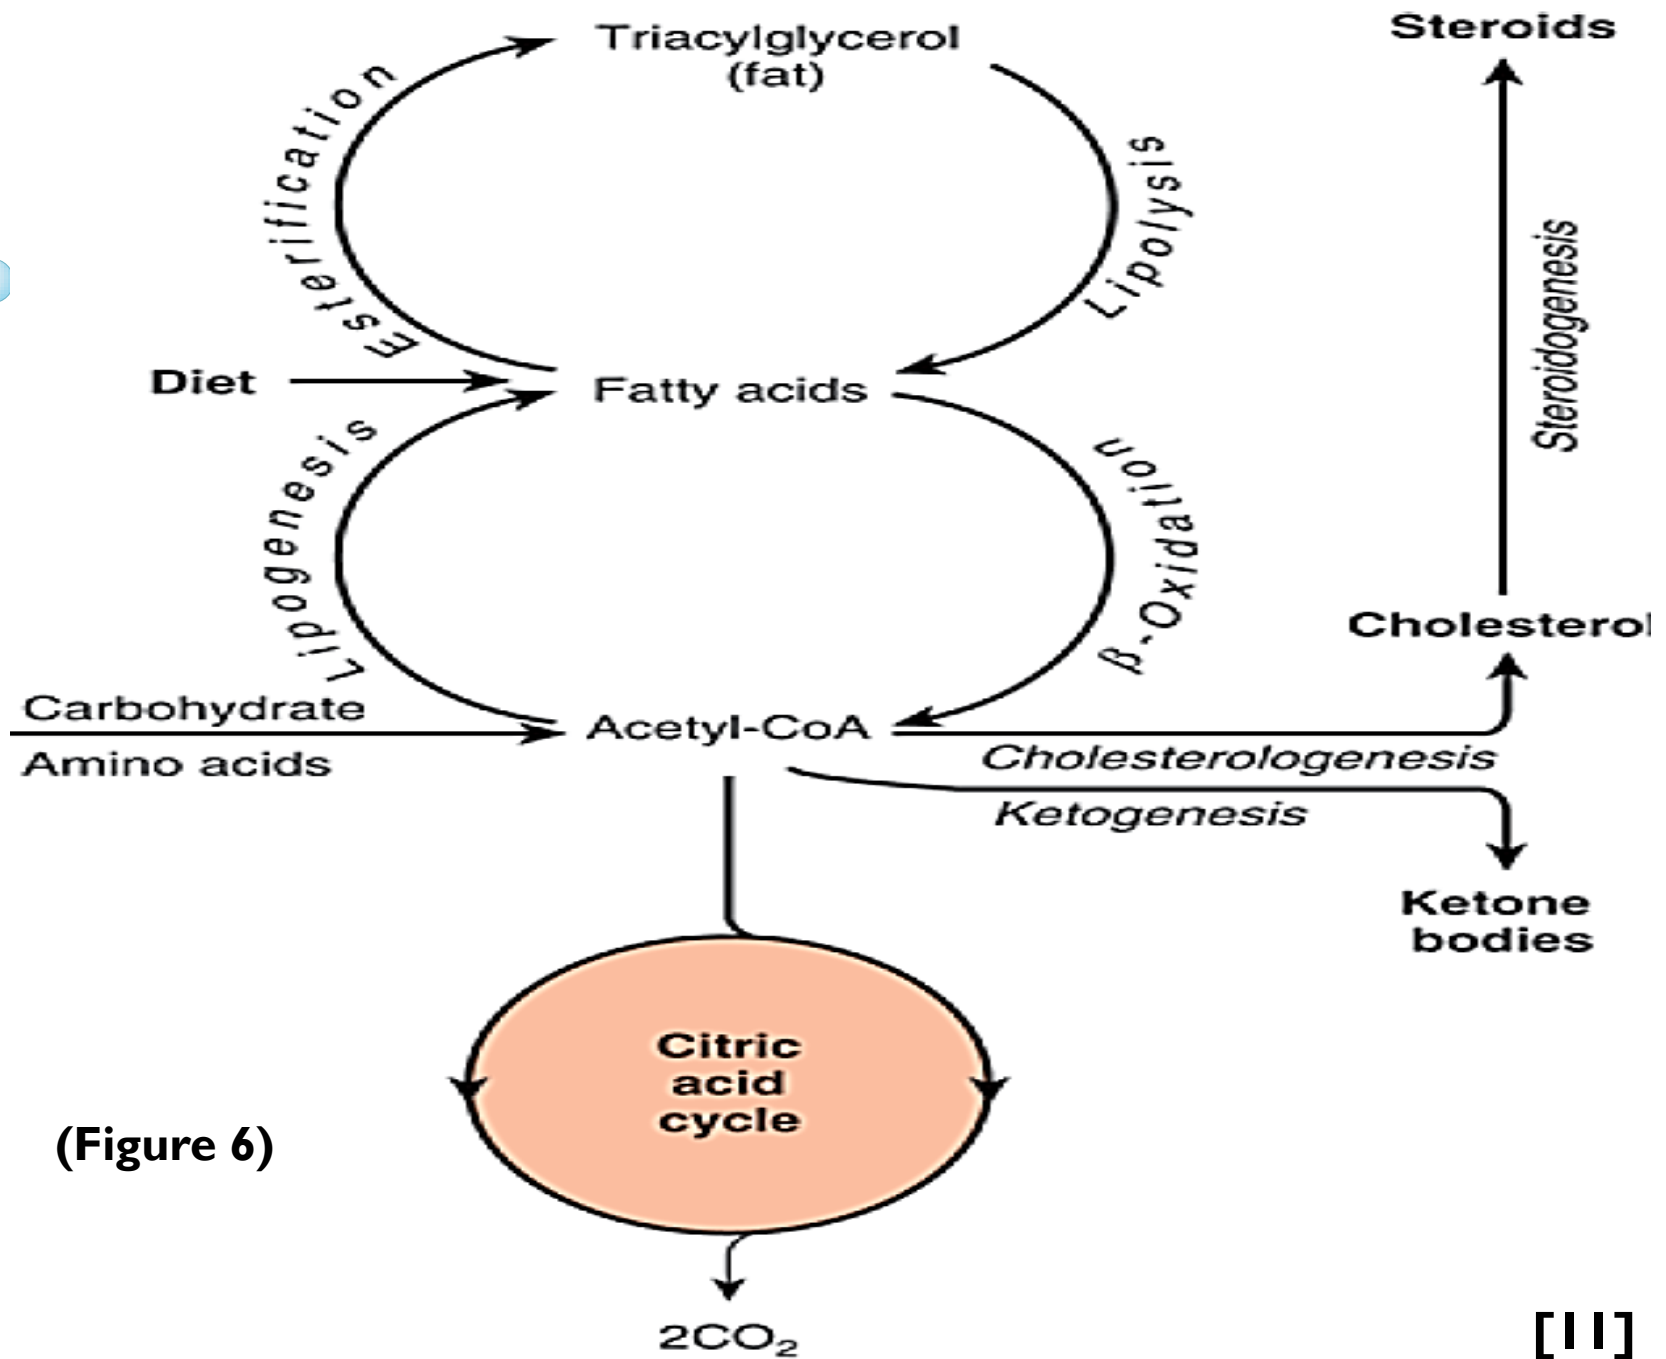 Triacylglycerol
(fat)
Steroids
Esterification
Lipolysis
Steroidogenesis
Diet
Fatty acids
Lipogenesis
β-Oxidation
Cholesterol
Carbohydrate
Amino acids
Acetyl-CoA
Cholesterologenesis
Ketogenesis
Ketone
bodies
Citric
acid
cycle
(Figure 6)
2CO₂
[11]